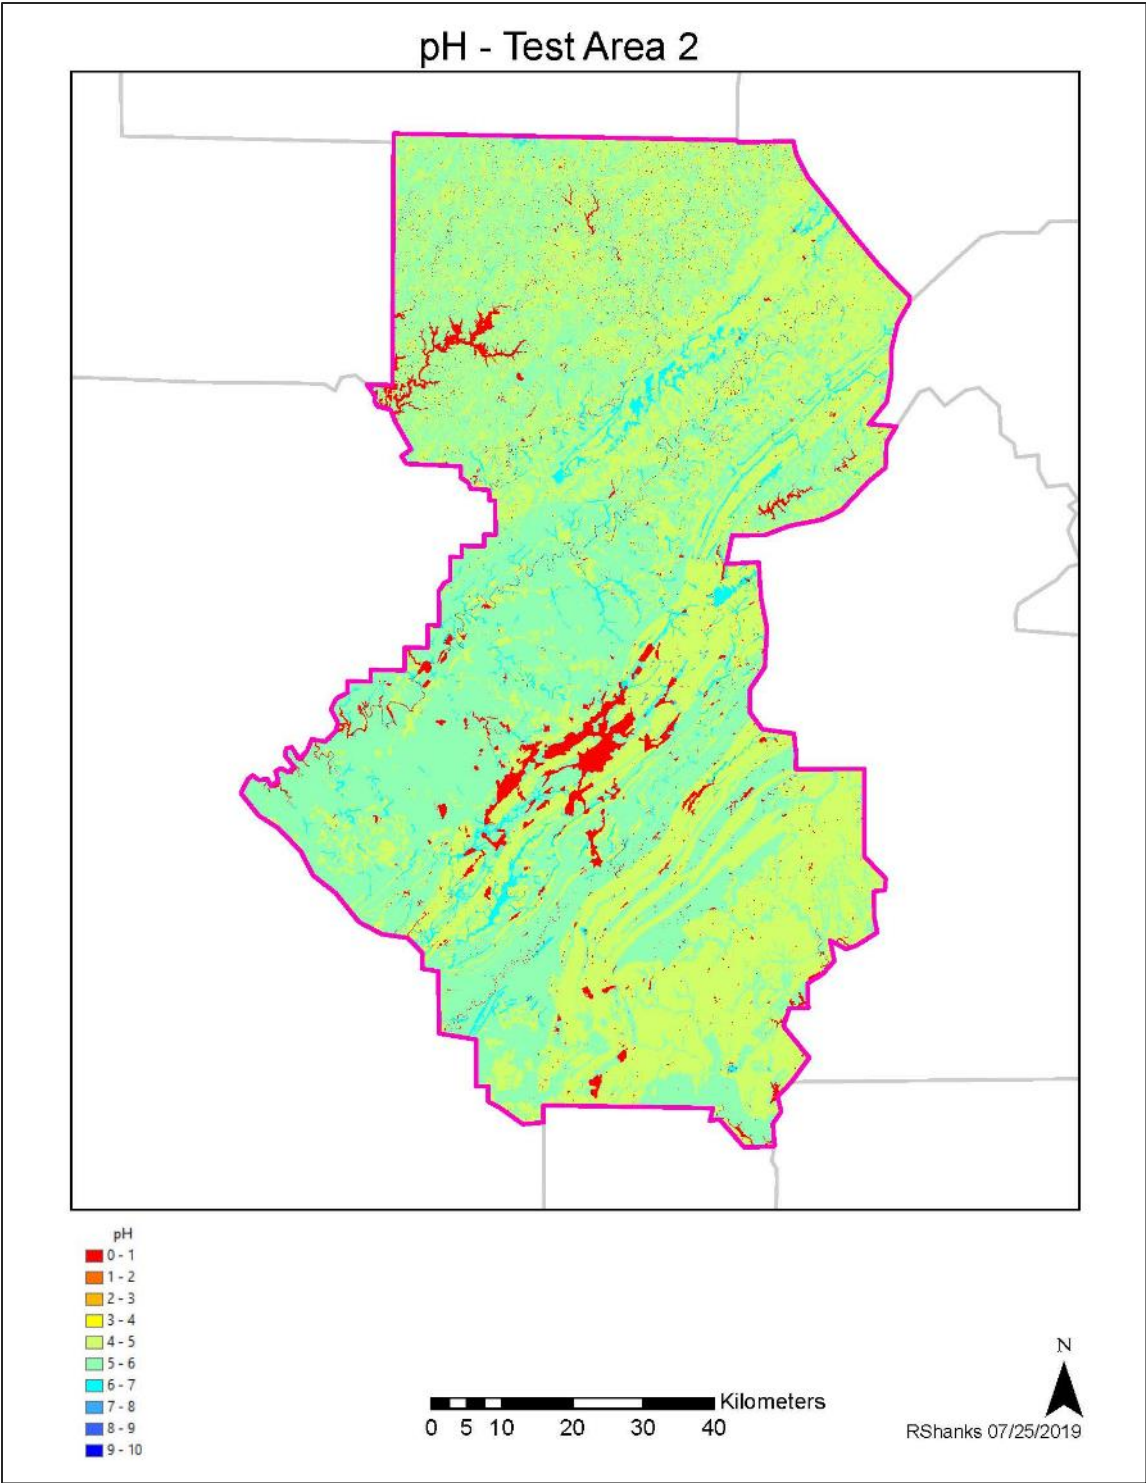 pH - Test Area 2
pH
0 - 1
1 - 2
2 - 3
3 - 4
4 - 5
5 - 6
6 - 7
7 - 8
8 - 9
9 - 10
Kilometers
0 5 10 20 30 40
N
RShanks 07/25/2019